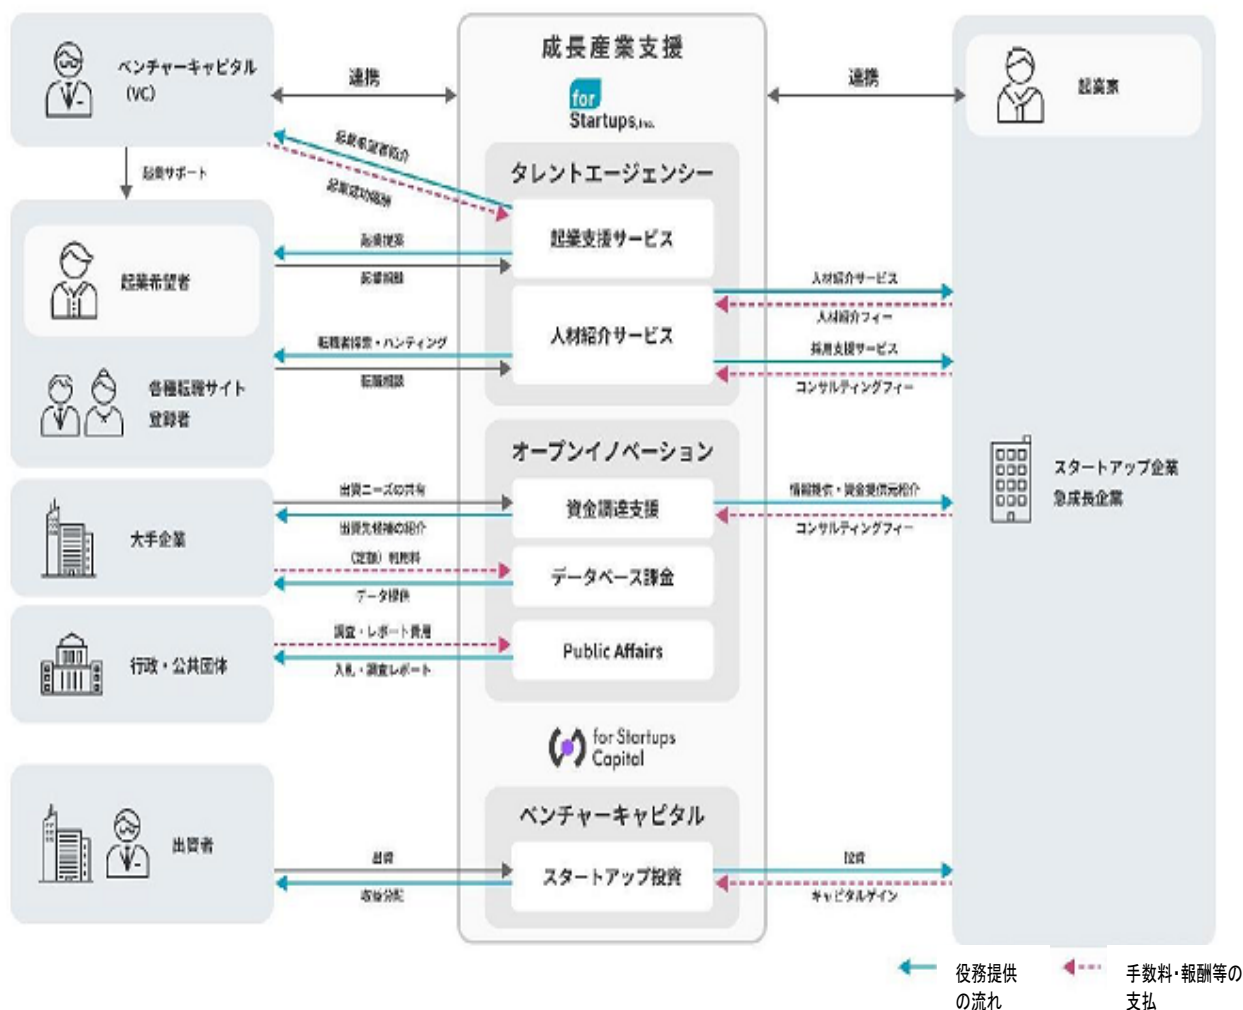 成長産業支援
for
Startups,Inc.
ベンチャーキャピタル
(VC)
連携
連携
起業家
起業希望者紹介
起業成功報酬
起業サポート
タレントエージェンシー
起業支援サービス
起業提案
起業相談
起業希望者
人材紹介サービス
人材紹介サービス
人材紹介フィー
転職者探索・ハンティング
転職相談
採用支援サービス
コンサルティングフィー
各種転職サイト
登録者
オープンイノベーション
出資ニーズの共有
出資先候補の紹介
資金調達支援
情報提供・資金提供元紹介
コンサルティングフィー
スタートアップ企業
急成長企業
大手企業
(定額)利用料
データ提供
データベース課金
調査・レポート費用
入札・調査レポート
Public Affairs
行政・公共団体
for Startups
Capital
ベンチャーキャピタル
出資者
出資
収益分配
スタートアップ投資
投資
キャピタルゲイン
役務提供
の流れ
手数料・報酬等の
支払